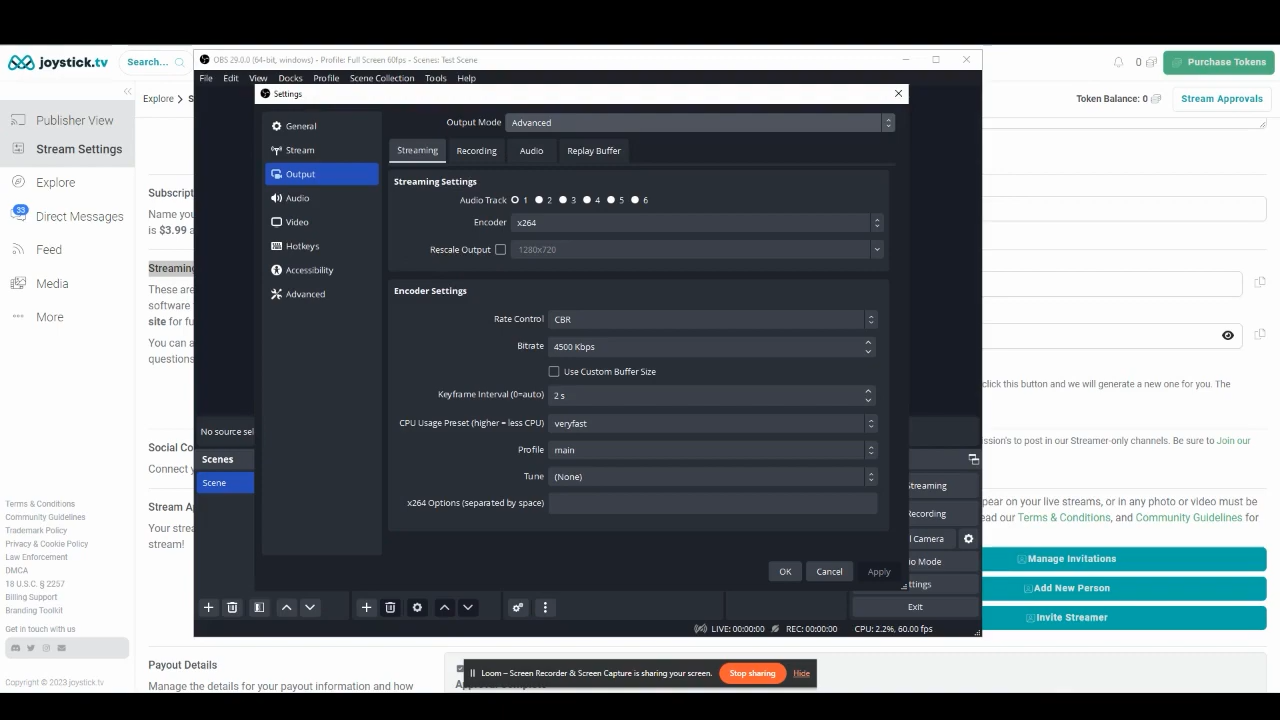 joystick.tv
Search...
0
Purchase Tokens
Explore
Token Balance: 0
Stream Approvals
Publisher View
Stream Settings
Explore
33
Direct Messages
Feed
Media
More
Terms & Conditions
Community Guidelines
Trademark Policy
Privacy & Cookie Policy
Law Enforcement
DMCA
18 U.S.C. § 2257
Billing Support
Branding Toolkit
Get in touch with us
Copyright © 2023 joystick.tv
Name you
is $3.99 a
Streaming
These are
software
site for fu
You can a
questions
Social Co
Connect y
Stream Ap
Your strea
stream!
Payout Details
Manage the details for your payout information and how
OBS 29.0.0 (64-bit, windows) - Profile: Full Screen 60fps - Scenes: Test Scene
File Edit View Docks Profile Scene Collection Tools Help
Settings
General
Stream
Output
Audio
Video
Hotkeys
Accessibility
Advanced
Output Mode Advanced
Streaming Recording Audio Replay Buffer
Streaming Settings
Audio Track 1 2 3 4 5 6
Encoder x264
Rescale Output 1280x720
Encoder Settings
Rate Control CBR
Bitrate 4500 Kbps
Use Custom Buffer Size
Keyframe Interval (0=auto) 2 s
CPU Usage Preset (higher = less CPU) veryfast
Profile main
Tune (None)
x264 Options (separated by space)
OK Cancel Apply
No source sel
Scenes
Scene
Streaming
Recording
Camera
Mode
ttings
Exit
LIVE: 00:00:00 REC: 00:00:00 CPU: 2.2%, 60.00 fps
click this button and we will generate a new one for you. The
ssion's to post in our Streamer-only channels. Be sure to Join our
ppear on your live streams, or in any photo or video must be
ead our Terms & Conditions, and Community Guidelines for
Manage Invitations
Add New Person
Invite Streamer
Loom – Screen Recorder & Screen Capture is sharing your screen.
Stop sharing
Hide